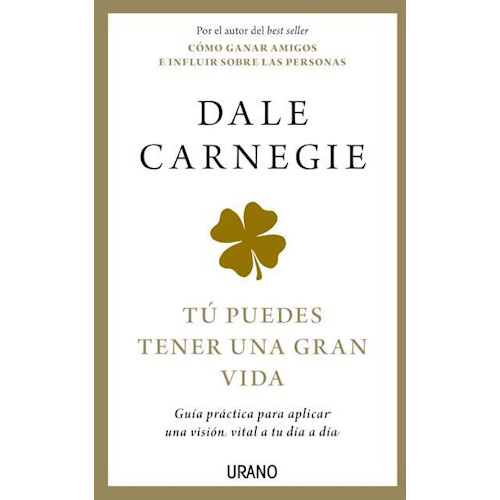 Por el autor del best seller
CÓMO GANAR AMIGOS
E INFLUIR SOBRE LAS PERSONAS
DALE
CARNEGIE
TÚ PUEDES
TENER UNA GRAN
VIDA
Guía práctica para aplicar
una visión vital a tu día a día
URANO